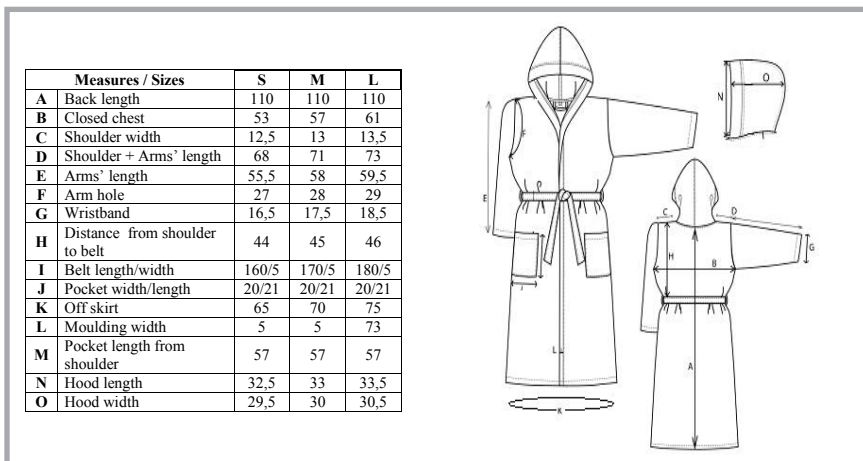 Measures / Sizes S M L
A Back length 110 110 110
B Closed chest 53 57 61
C Shoulder width 12,5 13 13,5
D Shoulder + Arms' length 68 71 73
E Arms' length 55,5 58 59,5
F Arm hole 27 28 29
G Wristband 16,5 17,5 18,5
H Distance from shoulder
to belt 44 45 46
I Belt length/width 160/5 170/5 180/5
J Pocket width/length 20/21 20/21 20/21
K Off skirt 65 70 75
L Moulding width 5 5 73
M Pocket length from
shoulder 57 57 57
N Hood length 32,5 33 33,5
O Hood width 29,5 30 30,5
N O
F
E
C D
H B G
J
L
A
K